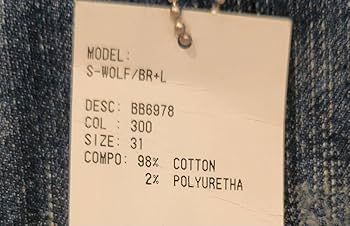 MODEL:
S-WOLF/BR+L
DESC: BB6978
COL : 300
SIZE: 31
COMPO: 98% COTTON
2% POLYURETHA